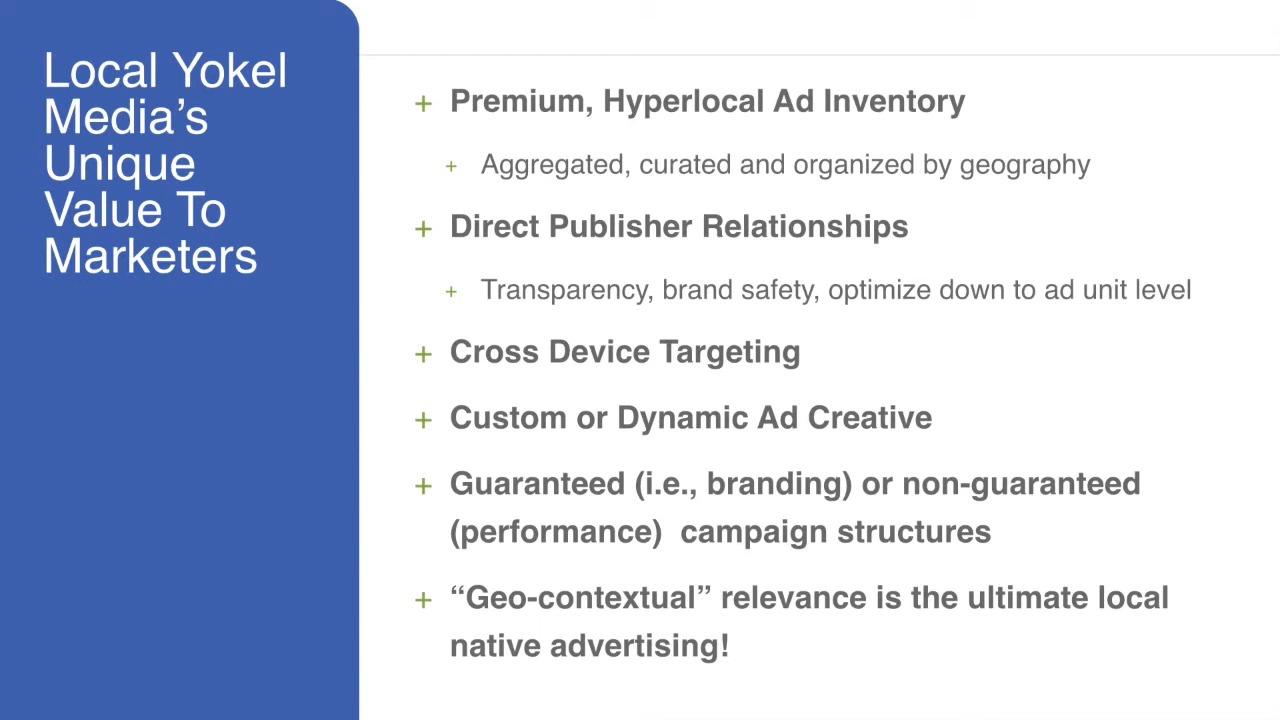 Local Yokel
Media’s
Unique
Value To
Marketers
+ Premium, Hyperlocal Ad Inventory
+ Aggregated, curated and organized by geography
+ Direct Publisher Relationships
+ Transparency, brand safety, optimize down to ad unit level
+ Cross Device Targeting
+ Custom or Dynamic Ad Creative
+ Guaranteed (i.e., branding) or non-guaranteed
(performance)  campaign structures
+ “Geo-contextual” relevance is the ultimate local
native advertising!